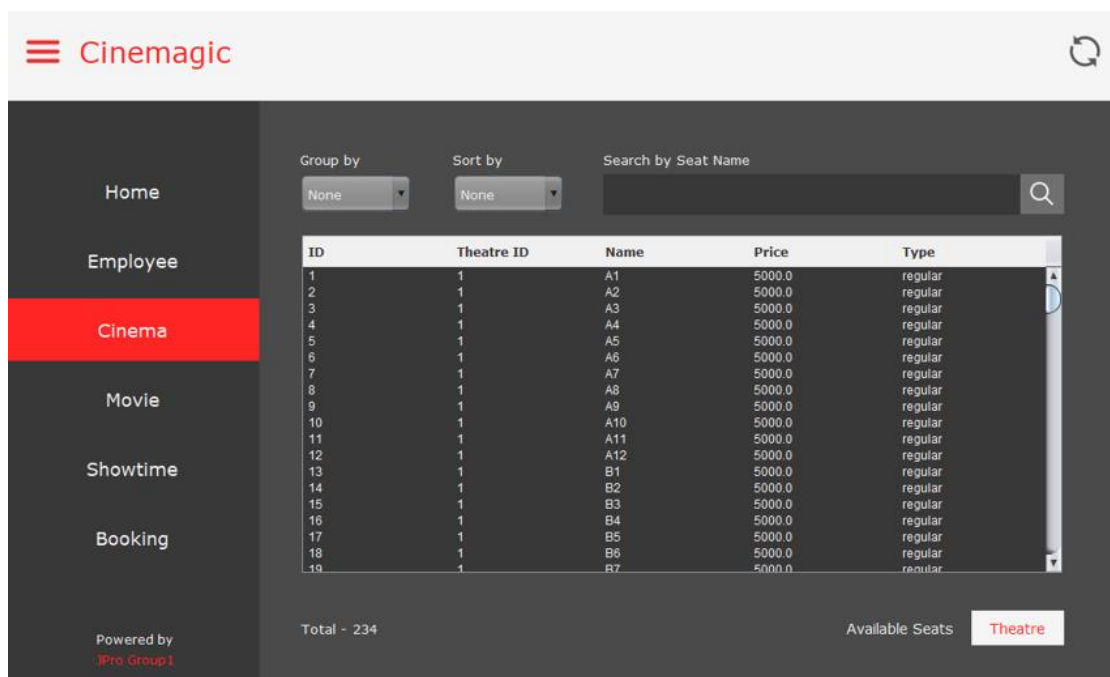 Cinemagic
Home
Employee
Cinema
Movie
Showtime
Booking
Powered by
JPro Group1
Group by Sort by Search by Seat Name
None None
ID Theatre ID Name Price Type
1 1 A1 5000.0 regular
2 1 A2 5000.0 regular
3 1 A3 5000.0 regular
4 1 A4 5000.0 regular
5 1 A5 5000.0 regular
6 1 A6 5000.0 regular
7 1 A7 5000.0 regular
8 1 A8 5000.0 regular
9 1 A9 5000.0 regular
10 1 A10 5000.0 regular
11 1 A11 5000.0 regular
12 1 A12 5000.0 regular
13 1 B1 5000.0 regular
14 1 B2 5000.0 regular
15 1 B3 5000.0 regular
16 1 B4 5000.0 regular
17 1 B5 5000.0 regular
18 1 B6 5000.0 regular
19 1 B7 5000.0 regular
Total - 234 Available Seats Theatre